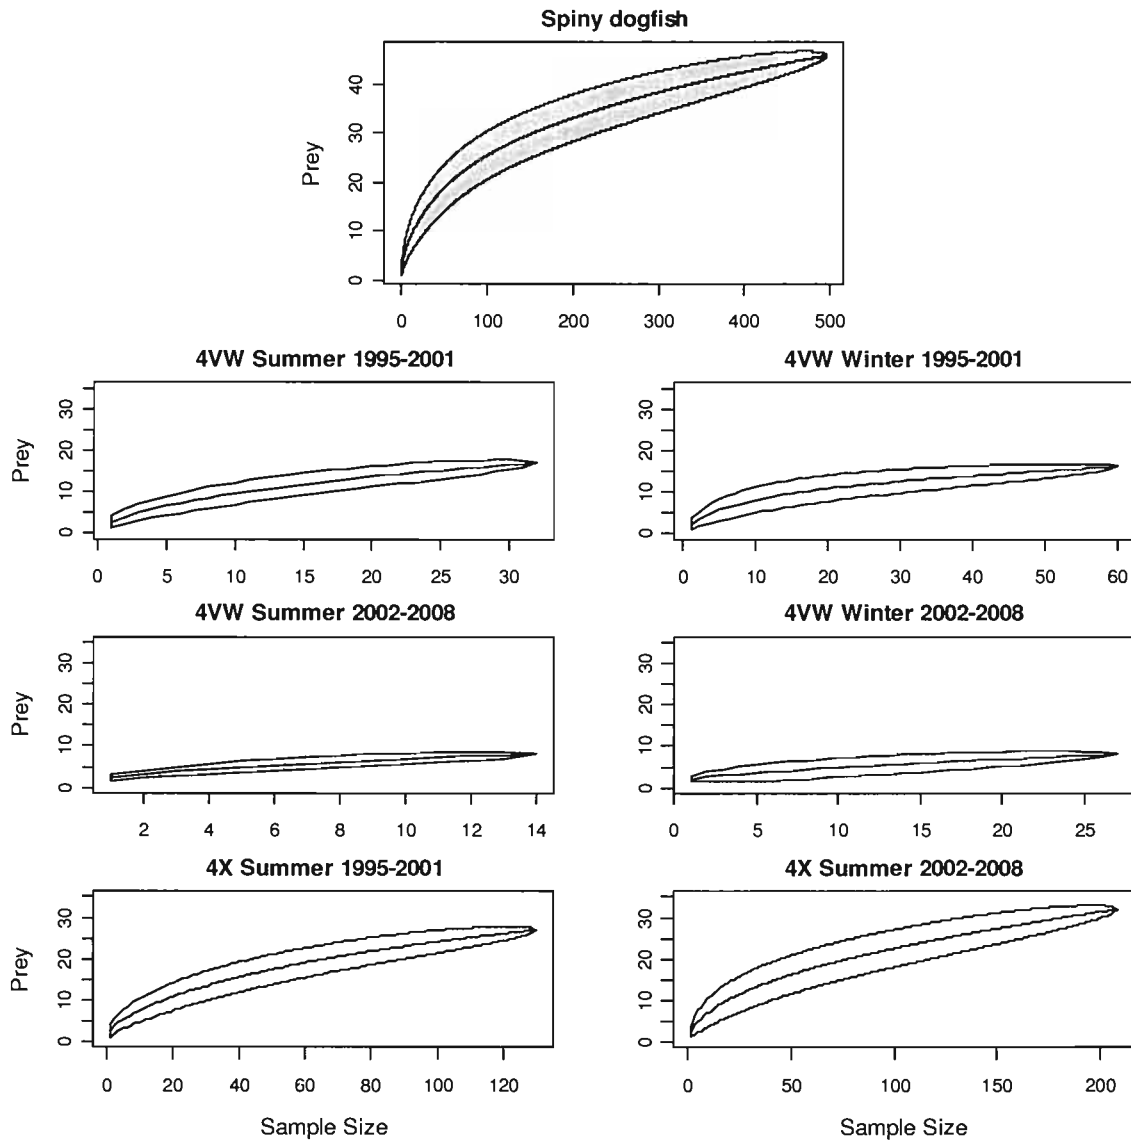 Spiny dogfish
Prey
0 10 20 30 40
0 100 200 300 400 500
4VW Summer 1995-2001
4VW Winter 1995-2001
Prey
0 10 20 30
0 10 20 30
0 5 10 15 20 25 30
0 10 20 30 40 50 60
4VW Summer 2002-2008
4VW Winter 2002-2008
Prey
0 10 20 30
0 10 20 30
2 4 6 8 10 12 14
0 5 10 15 20 25
4X Summer 1995-2001
4X Summer 2002-2008
Prey
0 10 20 30
0 10 20 30
0 20 40 60 80 100 120
0 50 100 150 200
Sample Size
Sample Size